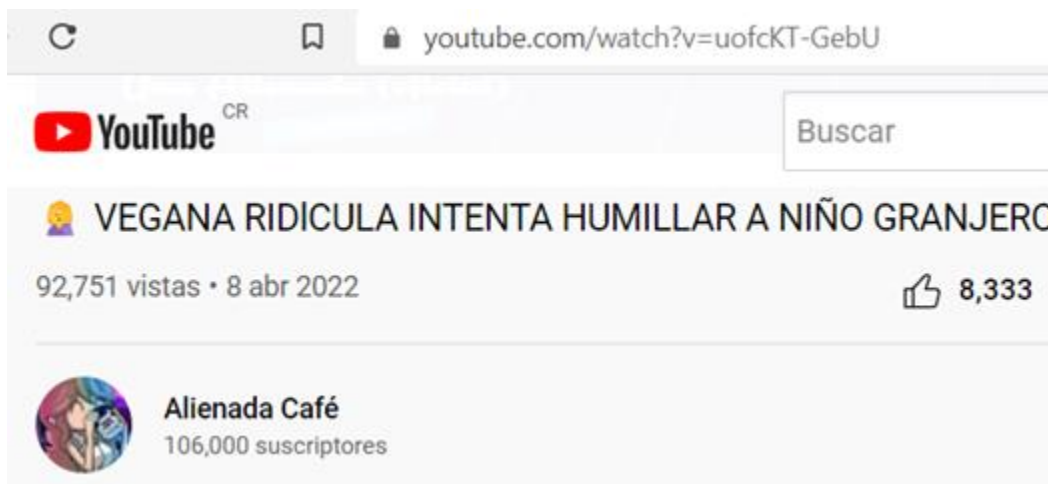 youtube.com/watch?v=uofcKT-GebU
YouTube CR
Buscar
🤦‍♀️ VEGANA RIDÍCULA INTENTA HUMILLAR A NIÑO GRANJERO
92,751 vistas • 8 abr 2022
8,333
Alienada Café
106,000 suscriptores